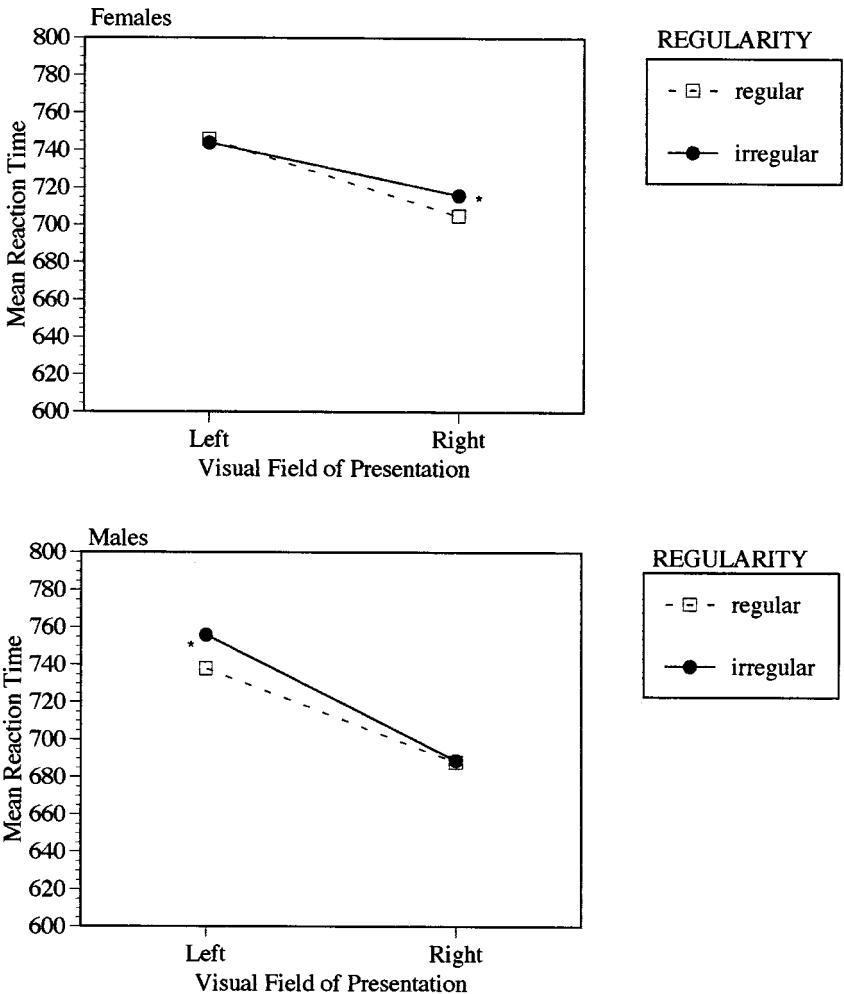 Females
REGULARITY
regular
irregular
Mean Reaction Time
800
780
760
740
720
700
680
660
640
620
600
*
Left
Right
Visual Field of Presentation
Males
REGULARITY
regular
irregular
Mean Reaction Time
800
780
760
740
720
700
680
660
640
620
600
*
Left
Right
Visual Field of Presentation